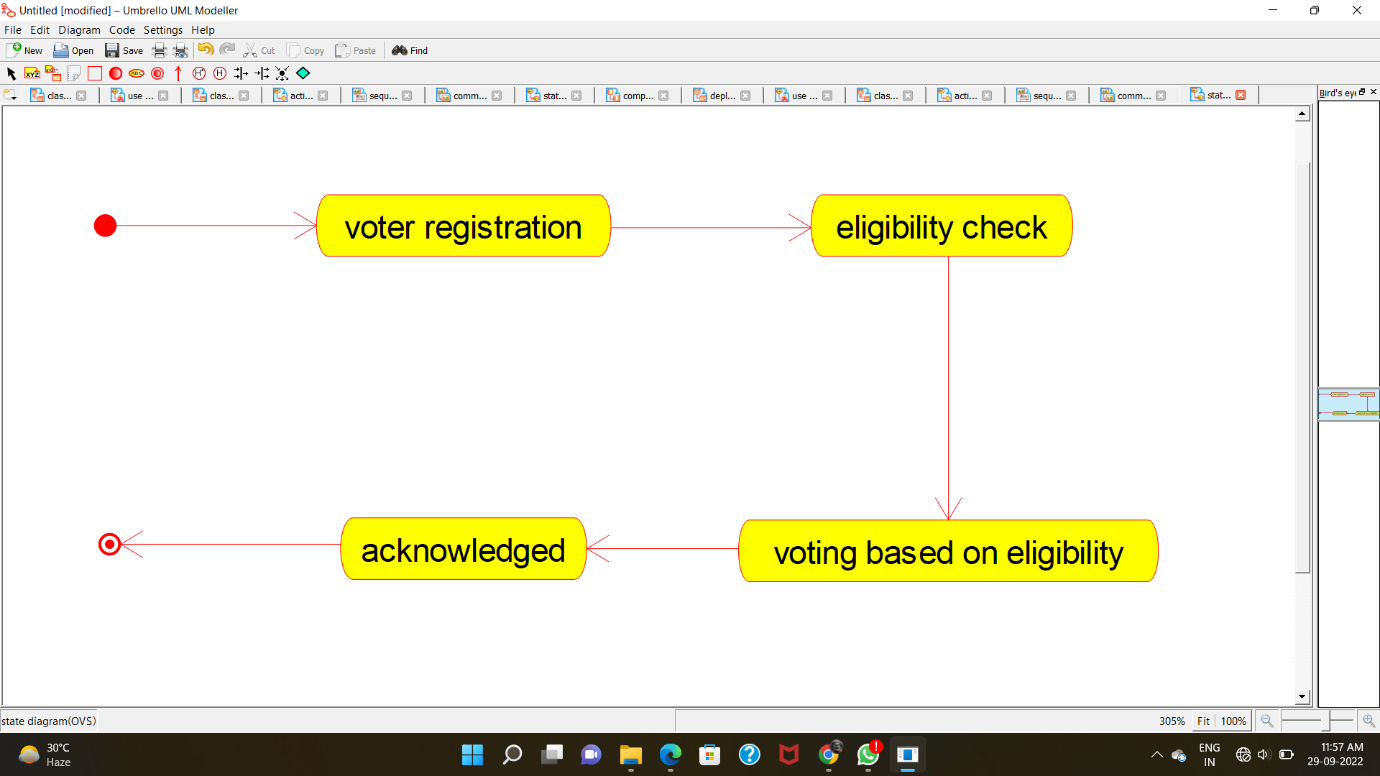 Untitled [modified] – Umbrello UML Modeller
File Edit Diagram Code Settings Help
New Open Save Cut Copy Paste Find
XYZ ABC H* H
clas... use ... clas... acti... sequ... comm... stat... comp... depl... use ... clas... acti... sequ... comm... stat... Bird's eye
voter registration eligibility check
acknowledged voting based on eligibility
state diagram(OVS) 305% Fit 100%
30°C
Haze
ENG
IN
11:57 AM
29-09-2022